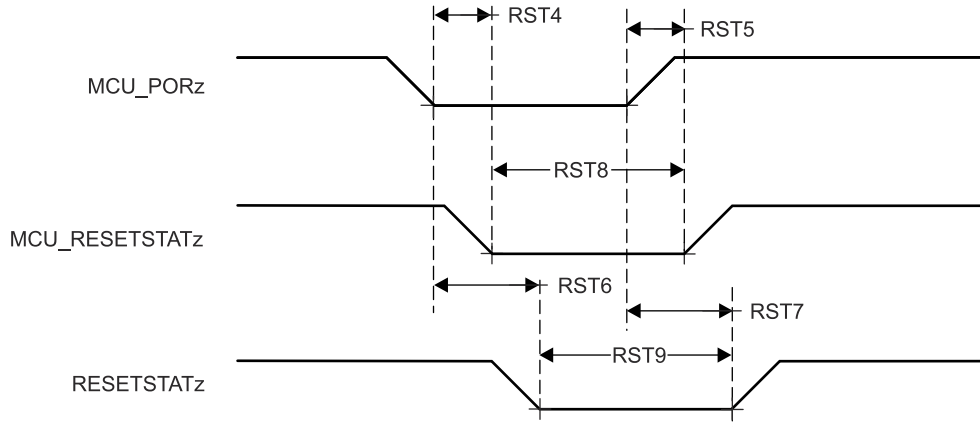 RST4
RST5
MCU_PORz
RST8
MCU_RESETSTATz
RST6
RST7
RST9
RESETSTATz